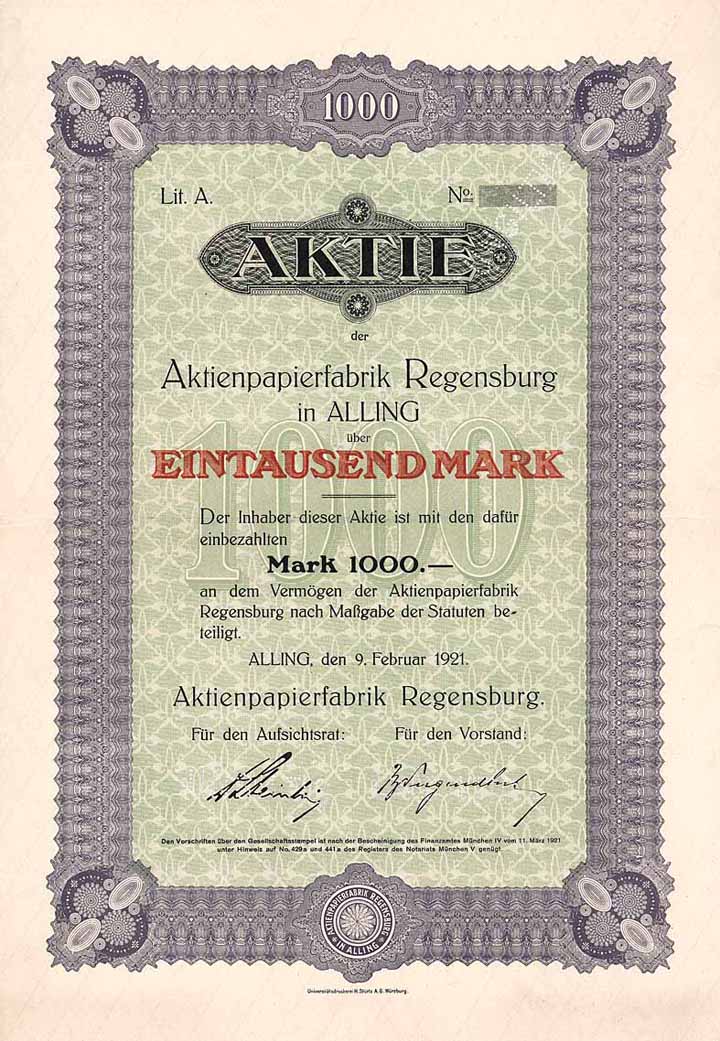 1000
Lit. A.
No.
AKTIE
der
Aktienpapierfabrik Regensburg
in ALLING
über
1000
EINTAUSEND MARK
Der Inhaber dieser Aktie ist mit den dafür
einbezahlten
Mark 1000.—
an dem Vermögen der Aktienpapierfabrik
Regensburg nach Maßgabe der Statuten be-
teiligt.
ALLING, den 9. Februar 1921.
Aktienpapierfabrik Regensburg.
Für den Aufsichtsrat: Für den Vorstand:
Den Vorschriften über den Gesellschaftsstempel ist nach der Bescheinigung des Finanzamtes München IV vom 11. März 1921
unter Hinweis auf No. 429a und 441a des Registers des Notariats München V genügt.
AKTIENPAPIERFABRIK REGENSBURG
IN ALLING
Universitätsdruckerei H. Stürtz A. G. Würzburg.